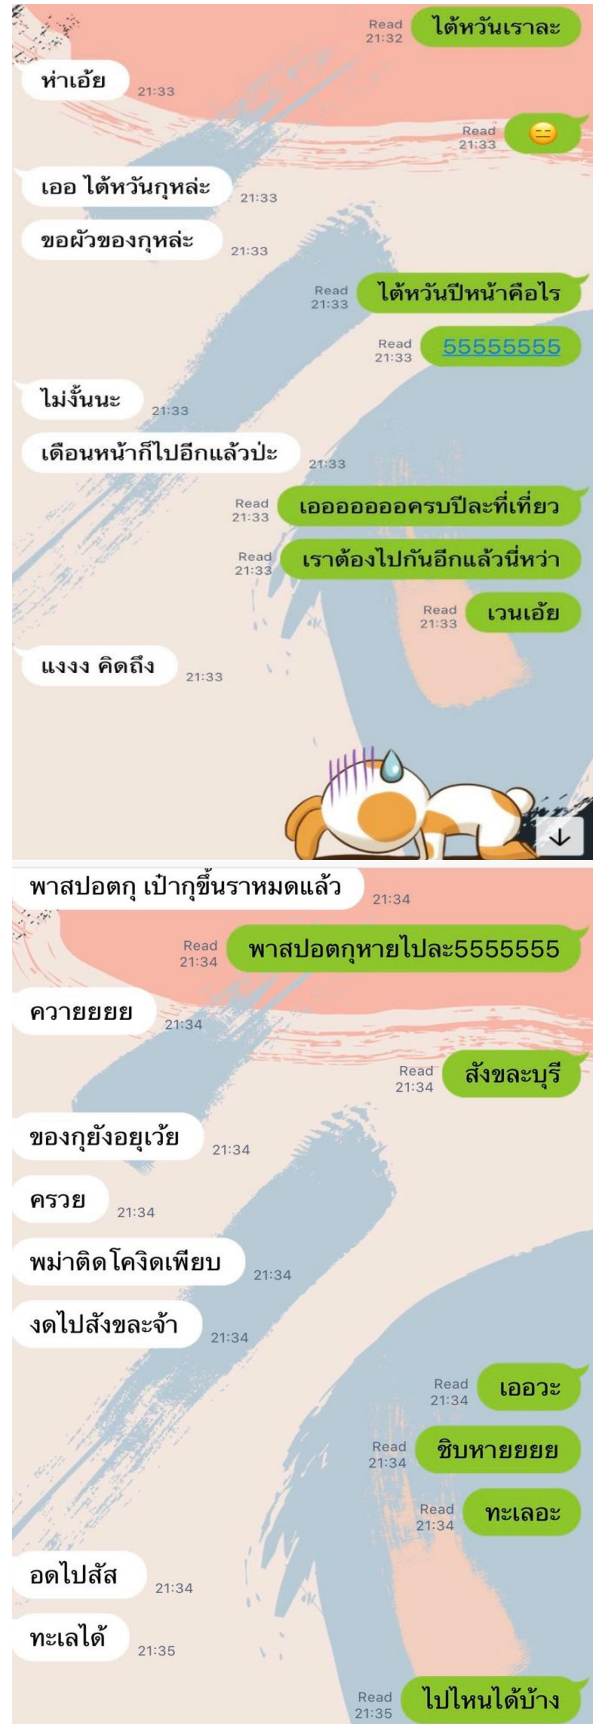 ไต้หวันเราละ
Read
21:32
ห่าเอ้ย
21:33
😑
Read
21:33
เออ ไต้หวันกุหล่ะ
21:33
ขอผัวของกุหล่ะ
21:33
ไต้หวันปีหน้าคือไร
Read
21:33
55555555
Read
21:33
ไม่งั้นนะ
21:33
เดือนหน้าก็ไปอีกแล้วป่ะ
21:33
เอออออออครบปีละที่เที่ยว
Read
21:33
เราต้องไปกันอีกแล้วนี่หว่า
Read
21:33
เวนเอ้ย
Read
21:33
แงงง คิดถึง
21:33
พาสปอตกุ เป๋ากุขึ้นราหมดแล้ว
21:34
พาสปอตกุหายไปละ5555555
Read
21:34
ควายยยย
21:34
สังขละบุรี
Read
21:34
ของกุยังอยุเว้ย
21:34
ครวย
21:34
พม่าติดโคงิดเพียบ
21:34
งดไปสังขละจ้า
21:34
เออวะ
Read
21:34
ชิบหายยยย
Read
21:34
ทะเลอะ
Read
21:34
อดไปสัส
21:34
ทะเลได้
21:35
ไปไหนได้บ้าง
Read
21:35